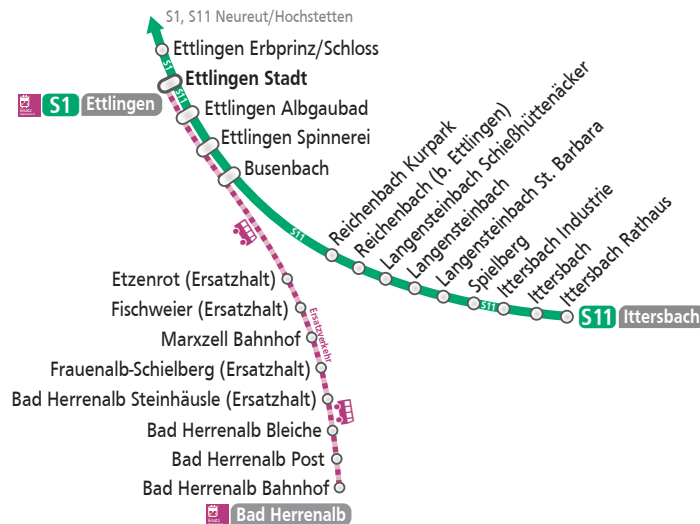 S1, S11 Neureut/Hochstetten
Ettlingen Erbprinz/Schloss
S1
Ettlingen Stadt
S11
S1 Ettlingen
Ettlingen Albgaubad
Ettlingen Spinnerei
Busenbach
S11
Reichenbach Kurpark
Reichenbach (b. Ettlingen)
Langensteinbach Schießhüttenäcker
Langensteinbach
Langensteinbach St. Barbara
Spielberg
S11
Ittersbach Industrie
Ittersbach
Ittersbach Rathaus
S11 Ittersbach
Etzenrot (Ersatzhalt)
Fischweier (Ersatzhalt)
Ersatzverkehr
Marxzell Bahnhof
Frauenalb-Schielberg (Ersatzhalt)
Bad Herrenalb Steinhäusle (Ersatzhalt)
Bad Herrenalb Bleiche
Bad Herrenalb Post
Bad Herrenalb Bahnhof
Bad Herrenalb